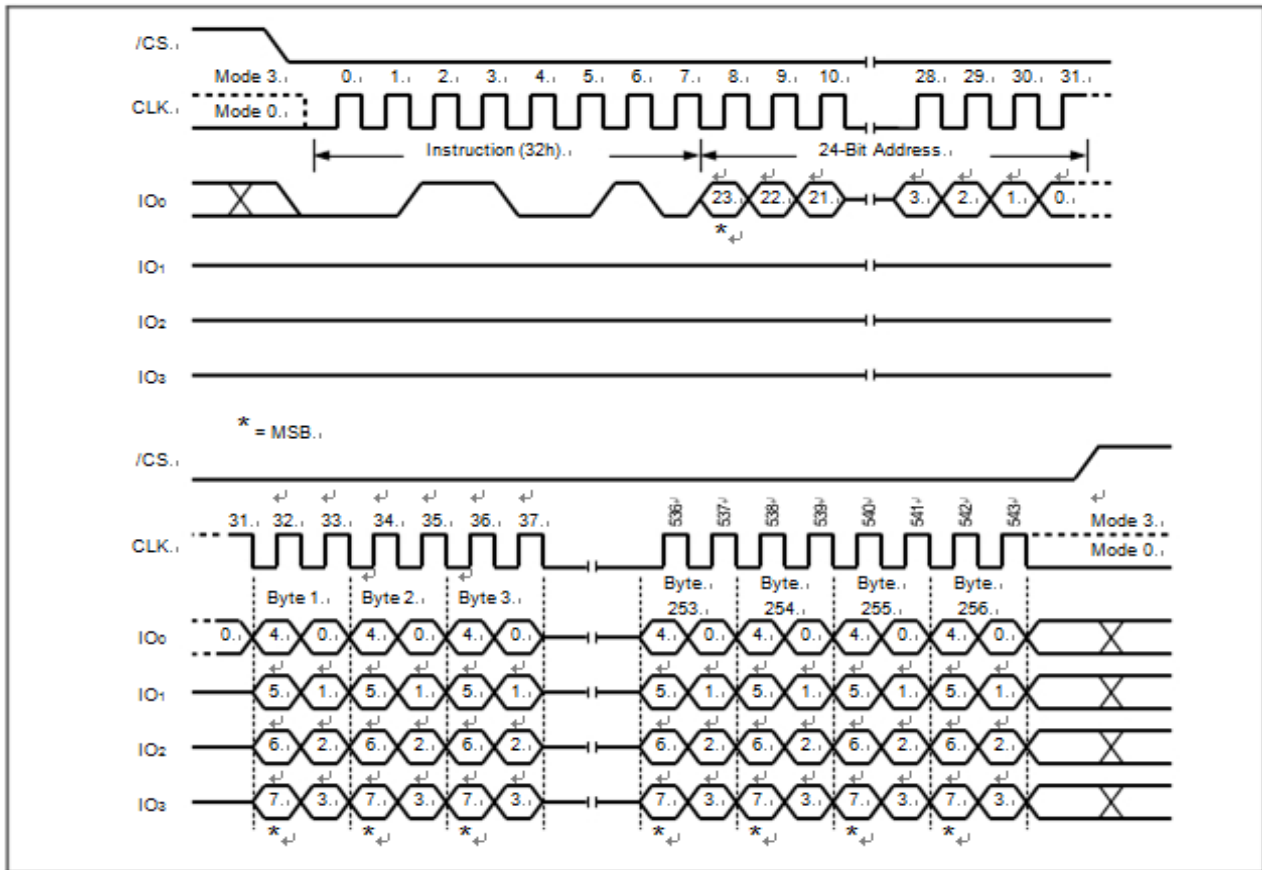 /CS
Mode 3 0 1 2 3 4 5 6 7 8 9 10 28 29 30 31
CLK Mode 0
Instruction (32h) 24-Bit Address
IO0 23 22 21 3 2 1 0
*
IO1
IO2
IO3
* = MSB
/CS
31 32 33 34 35 36 37 536 537 538 539 540 541 542 543 Mode 3
CLK Mode 0
Byte 1 Byte 2 Byte 3 Byte 253 Byte 254 Byte 255 Byte 256
IO0 0 4 0 4 0 4 0 4 0 4 0 4 0 4 0
IO1 5 1 5 1 5 1 5 1 5 1 5 1 5 1
IO2 6 2 6 2 6 2 6 2 6 2 6 2 6 2
IO3 7 3 7 3 7 3 7 3 7 3 7 3 7 3
* * * * * * *